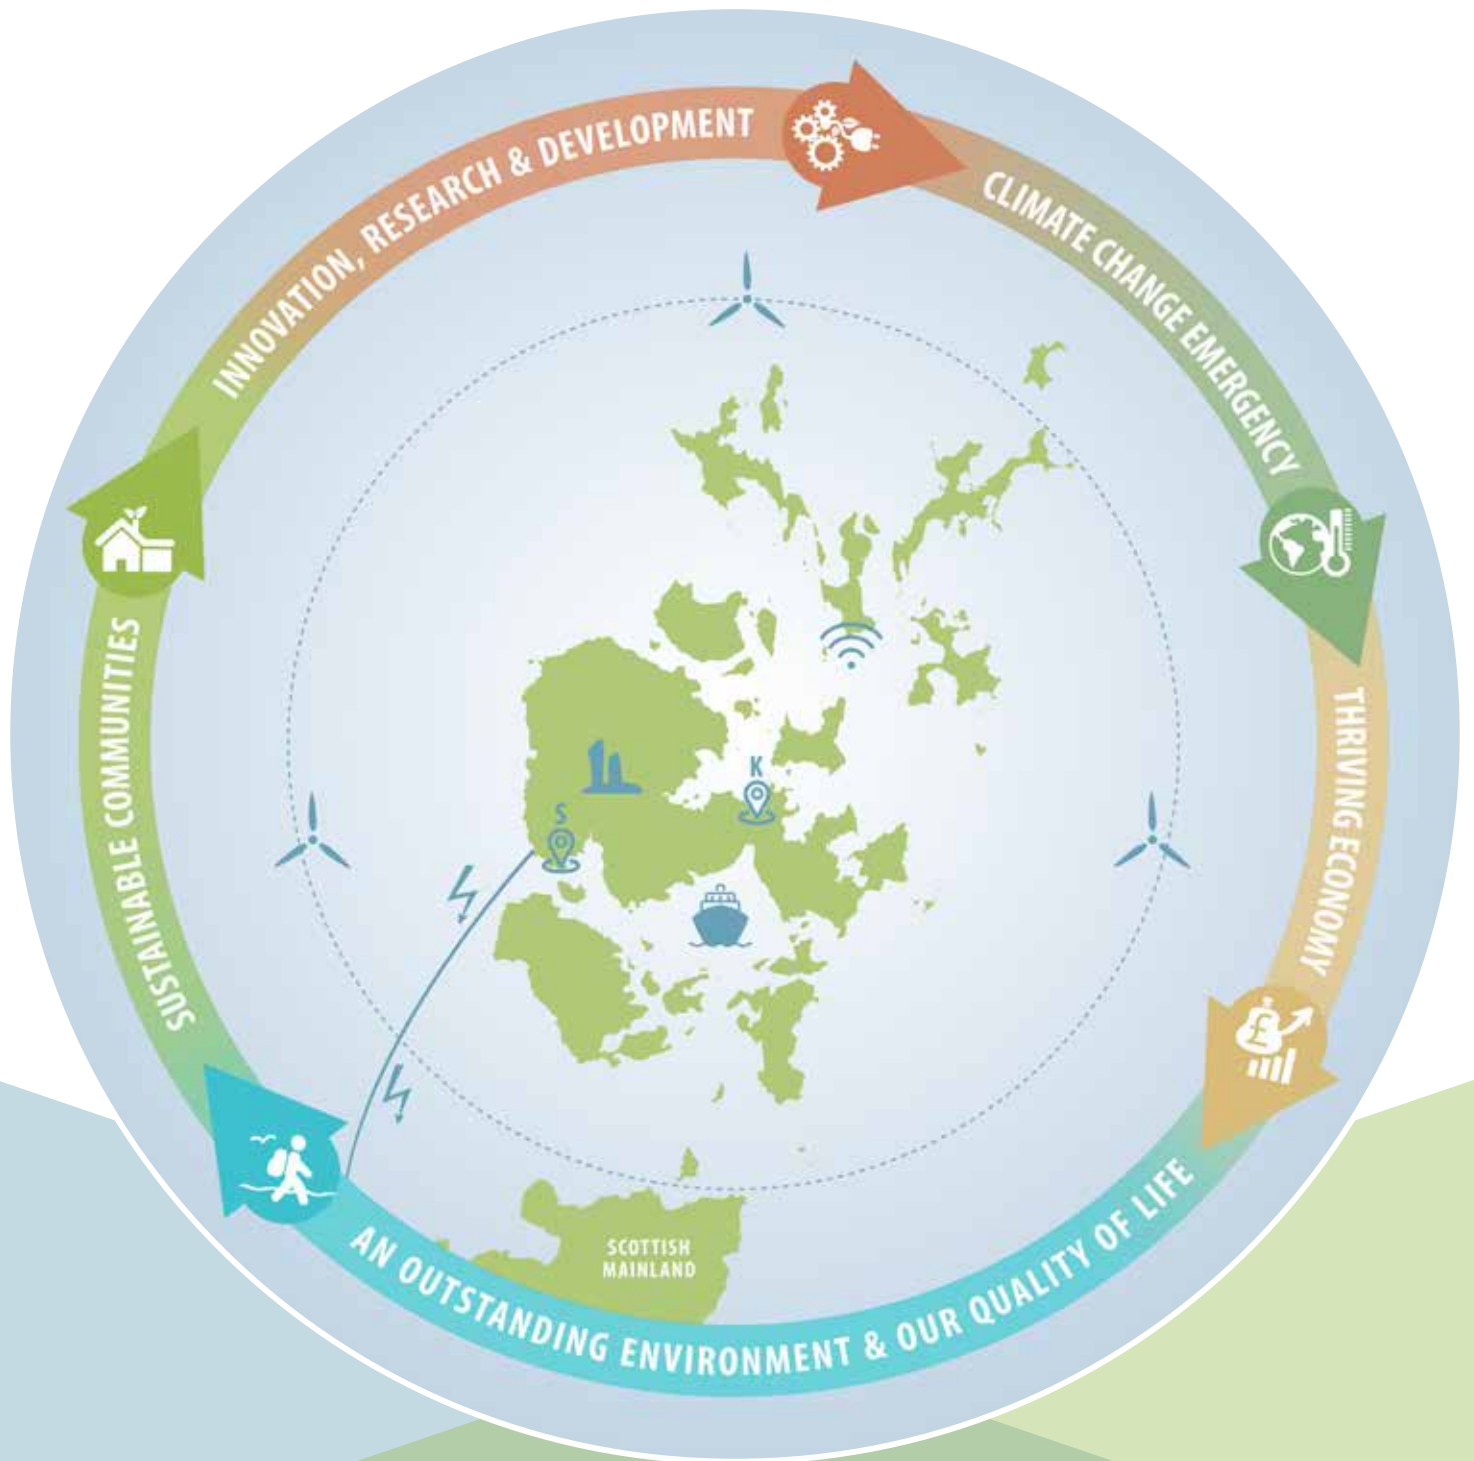 INNOVATION, RESEARCH & DEVELOPMENT
CLIMATE CHANGE EMERGENCY
THRIVING ECONOMY
AN OUTSTANDING ENVIRONMENT & OUR QUALITY OF LIFE
SUSTAINABLE COMMUNITIES
K
S
SCOTTISH
MAINLAND
£